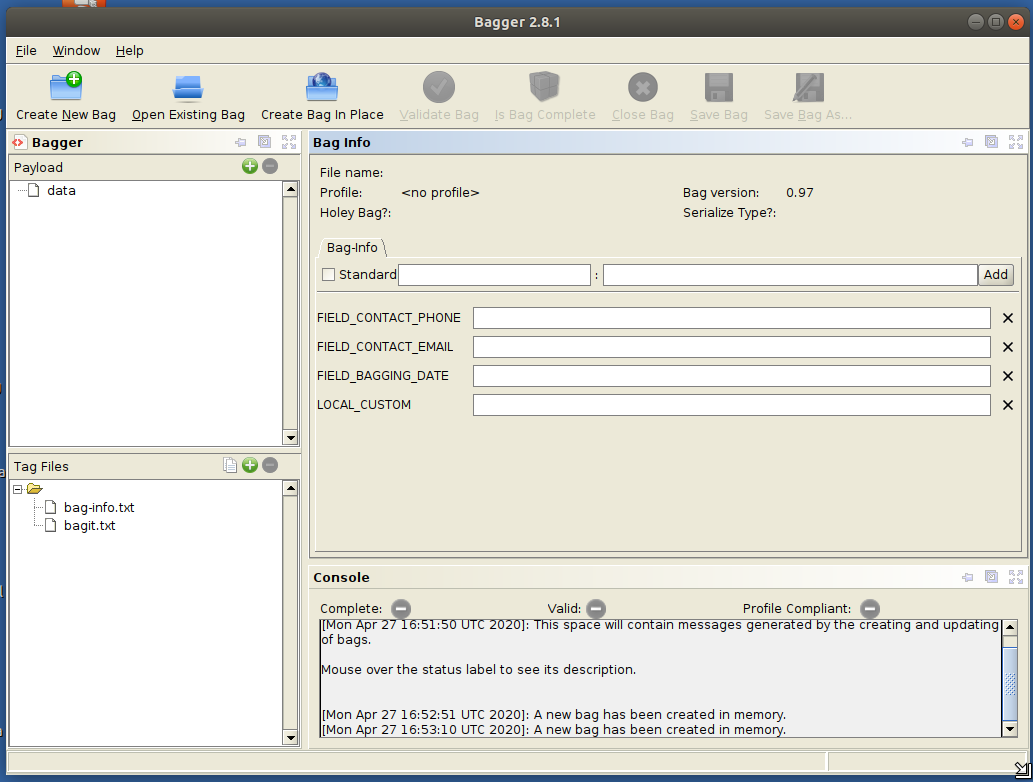 Bagger 2.8.1
File Window Help
Create New Bag Open Existing Bag Create Bag In Place Validate Bag Is Bag Complete Close Bag Save Bag Save Bag As...
Bagger
Payload
data
Tag Files
bag-info.txt
bagit.txt
Bag Info
File name:
Profile: <no profile> Bag version: 0.97
Holey Bag?: Serialize Type?:
Bag-Info
Standard : Add
FIELD_CONTACT_PHONE
FIELD_CONTACT_EMAIL
FIELD_BAGGING_DATE
LOCAL_CUSTOM
Console
Complete: Valid: Profile Compliant:
[Mon Apr 27 16:51:50 UTC 2020]: This space will contain messages generated by the creating and updating
of bags.
Mouse over the status label to see its description.
[Mon Apr 27 16:52:51 UTC 2020]: A new bag has been created in memory.
[Mon Apr 27 16:53:10 UTC 2020]: A new bag has been created in memory.